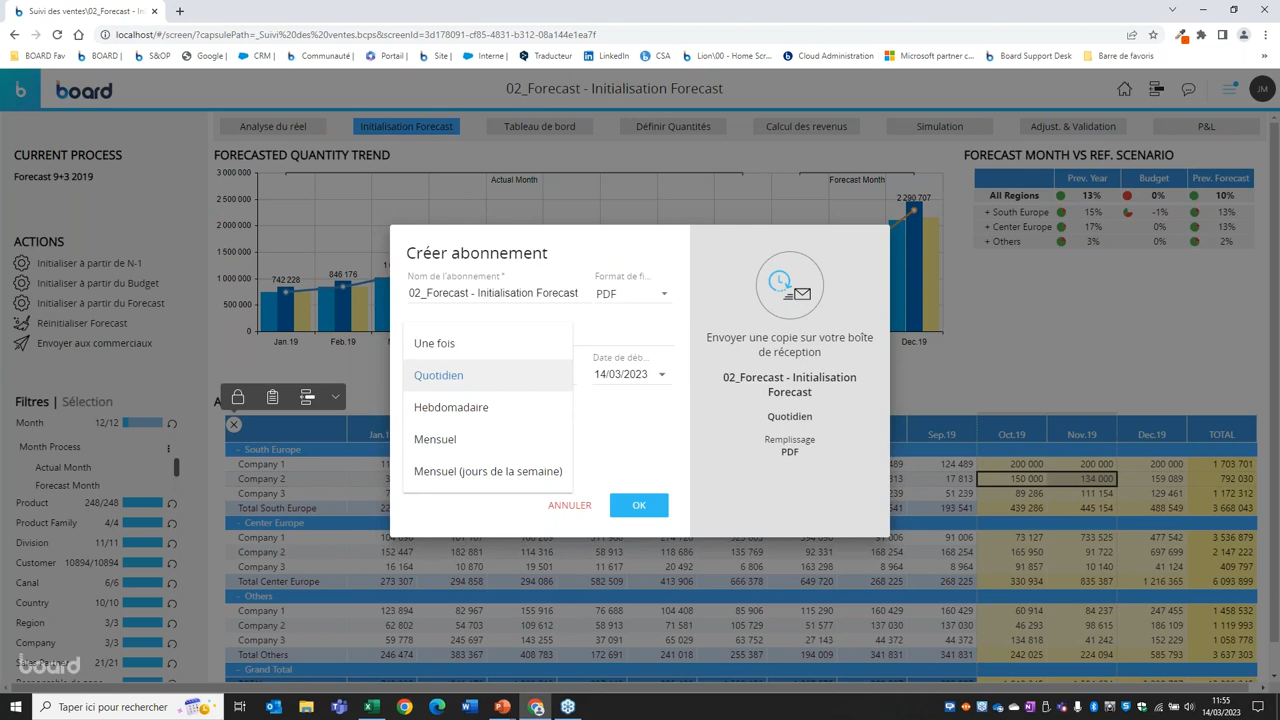 Suivi des ventes\02_Forecast - Ini
localhost/#/screen/?capsulePath=_Suivi%20des%20ventes.bcps&screenId=3d178091-cf85-4831-b312-08a144e1ea7f
BOARD Fav BOARD | S&OP Google | CRM | Communauté | Portail | Site | Interne | Traducteur LinkedIn CSA Lion\01 - Home Scr... Cloud Administration Microsoft partner c... Board Support Desk Barre de favoris
b board 02_Forecast - Initialisation Forecast JM
Analyse du réel Initialisation Forecast Tableau de bord Définir Quantités Calcul des revenus Simulation Adjust. & Validation P&L
CURRENT PROCESS
Forecast 9+3 2019
ACTIONS
Initialiser à partir de N-1
Initialiser à partir du Budget
Initialiser à partir du Forecast
Réinitialiser Forecast
Envoyer aux commerciaux
FORECASTED QUANTITY TREND
3 000 000
2 500 000
2 000 000
1 500 000
1 000 000
500 000
0
Actual Month Forecast Month
742 228 846 176 2 290 707
Jan.19 Feb.19 Dec.19
FORECAST MONTH VS REF. SCENARIO
Prev. Year Budget Prev. Forecast
All Regions 13% 0% 10%
+ South Europe 15% -1% 13%
+ Center Europe 17% 0% 13%
+ Others 3% 0% 2%
Créer abonnement
Nom de l'abonnement * Format de fi...
02_Forecast - Initialisation Forecast PDF
Une fois
Quotidien
Hebdomadaire
Mensuel
Mensuel (jours de la semaine)
Date de déb...
14/03/2023
ANNULER OK
Envoyer une copie sur votre boîte
de réception
02_Forecast - Initialisation
Forecast
Quotidien
Remplissage
PDF
Filtres | Sélection
Month 12/12
Month Process
Actual Month
Forecast Month
Product 248/248
Product Family 4/4
Division 11/11
Customer 10894/10894
Canal 6/6
Country 10/10
Region 3/3
Company 3/3
21/21
board
Sep.19 Oct.19 Nov.19 Dec.19 TOTAL
South Europe
Company 1 124 489 200 000 200 000 200 000 1 703 701
Company 2 17 813 150 000 134 000 159 089 792 030
Company 3 51 239 89 286 111 154 129 461 1 172 312
Total South Europe 193 541 439 286 445 154 488 549 3 668 043
Center Europe
Company 1 91 006 73 127 733 525 477 542 3 536 879
Company 2 152 447 182 881 114 316 58 913 118 686 135 769 92 331 168 254 168 254 165 950 91 762 697 699 2 147 222
Company 3 16 164 10 870 19 501 11 170 20 492 6 806 163 298 8 964 8 964 91 857 10 140 41 124 409 797
Total Center Europe 273 307 294 858 294 086 582 509 413 906 666 378 649 720 268 225 268 225 330 934 835 387 1 216 365 6 093 899
Others
Company 1 123 894 82 967 155 916 76 688 104 408 85 906 115 290 160 429 160 429 60 914 84 237 247 455 1 458 532
Company 2 62 802 54 703 109 612 58 913 71 581 105 729 51 577 137 030 137 030 46 293 98 615 186 109 1 119 993
Company 3 59 778 245 697 143 255 37 091 65 029 63 752 27 143 44 372 44 372 134 818 41 242 152 229 1 058 778
Total Others 246 474 383 367 408 783 172 691 241 018 255 387 194 009 341 831 341 831 242 025 224 094 585 793 3 637 303
Grand Total
Taper ici pour rechercher
11:55
14/03/2023